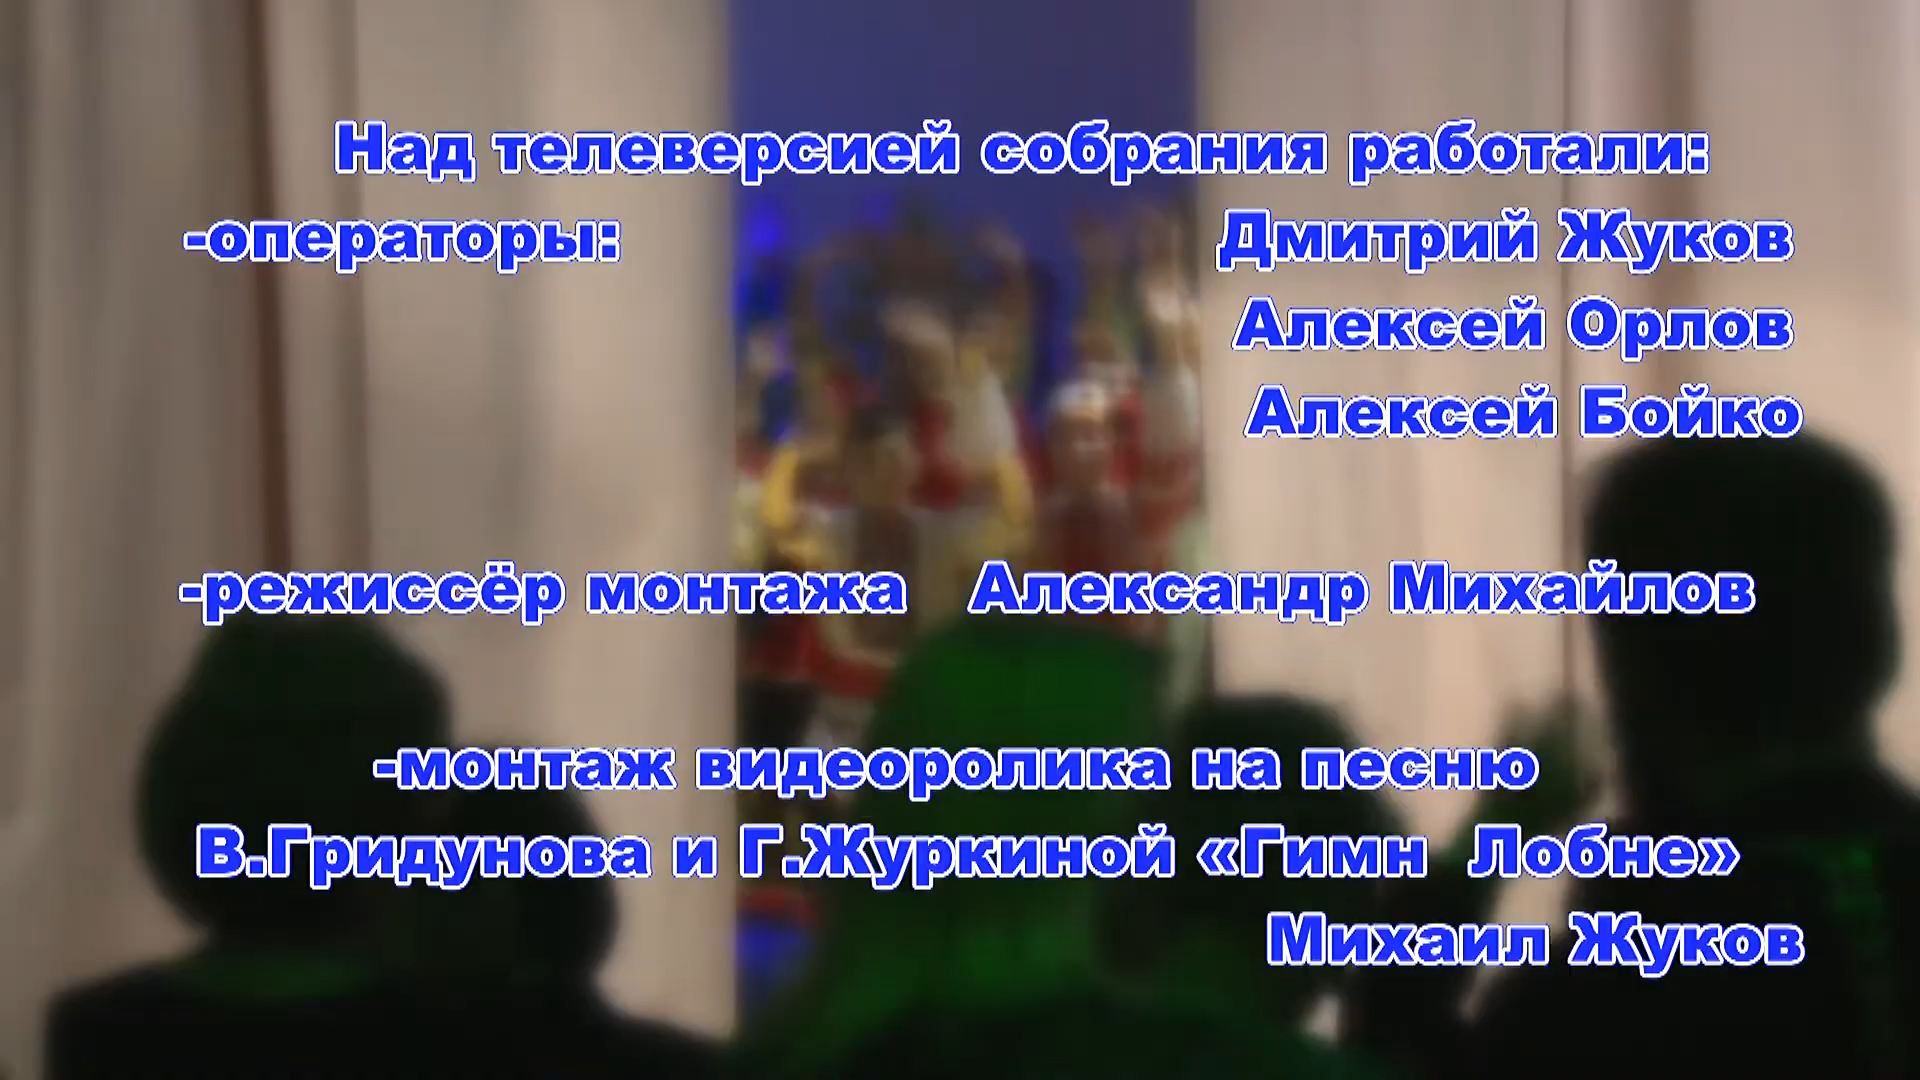 Над телеверсией собрания работали:
-операторы: Дмитрий Жуков
Алексей Орлов
Алексей Бойко
-режиссёр монтажа Александр Михайлов
-монтаж видеоролика на песню
В.Гридунова и Г.Журкиной «Гимн Лобне»
Михаил Жуков